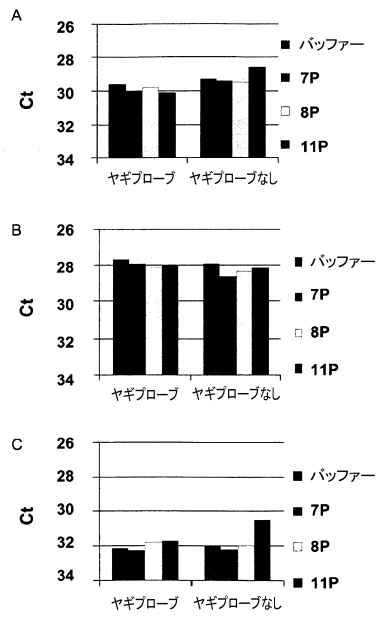 A
26
28
30
32
34
Ct
ヤギプローブ ヤギプローブなし
バッファー
7P
8P
11P
B
26
28
30
32
34
Ct
ヤギプローブ ヤギプローブなし
バッファー
7P
8P
11P
C
26
28
30
32
34
Ct
ヤギプローブ ヤギプローブなし
バッファー
7P
8P
11P